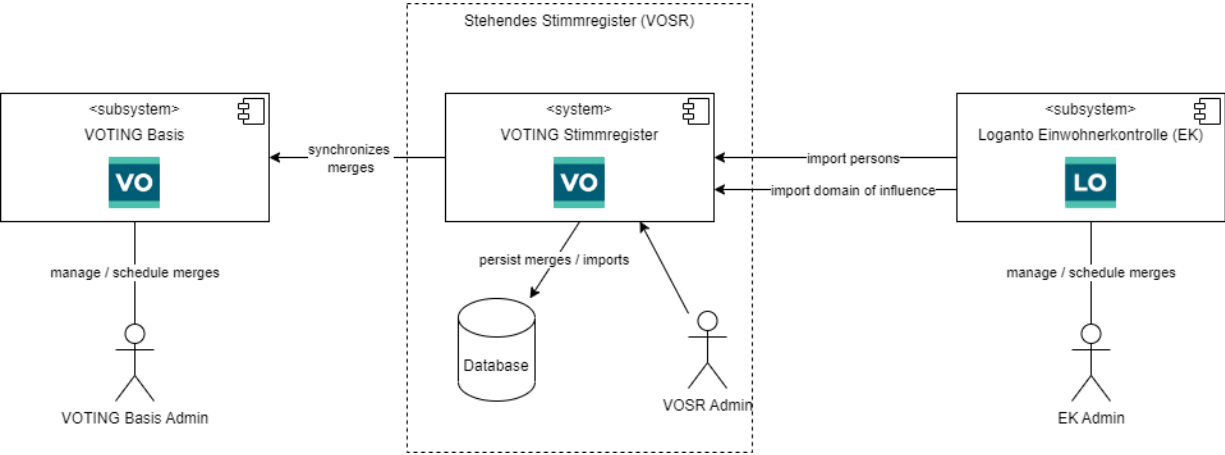 Stehendes Stimmregister (VOSR)
<subsystem>
VOTING Basis
VO
manage / schedule merges
VOTING Basis Admin
synchronizes
merges
<system>
VOTING Stimmregister
VO
persist merges / imports
Database
VOSR Admin
import persons
import domain of influence
<subsystem>
Loganto Einwohnerkontrolle (EK)
LO
manage / schedule merges
EK Admin